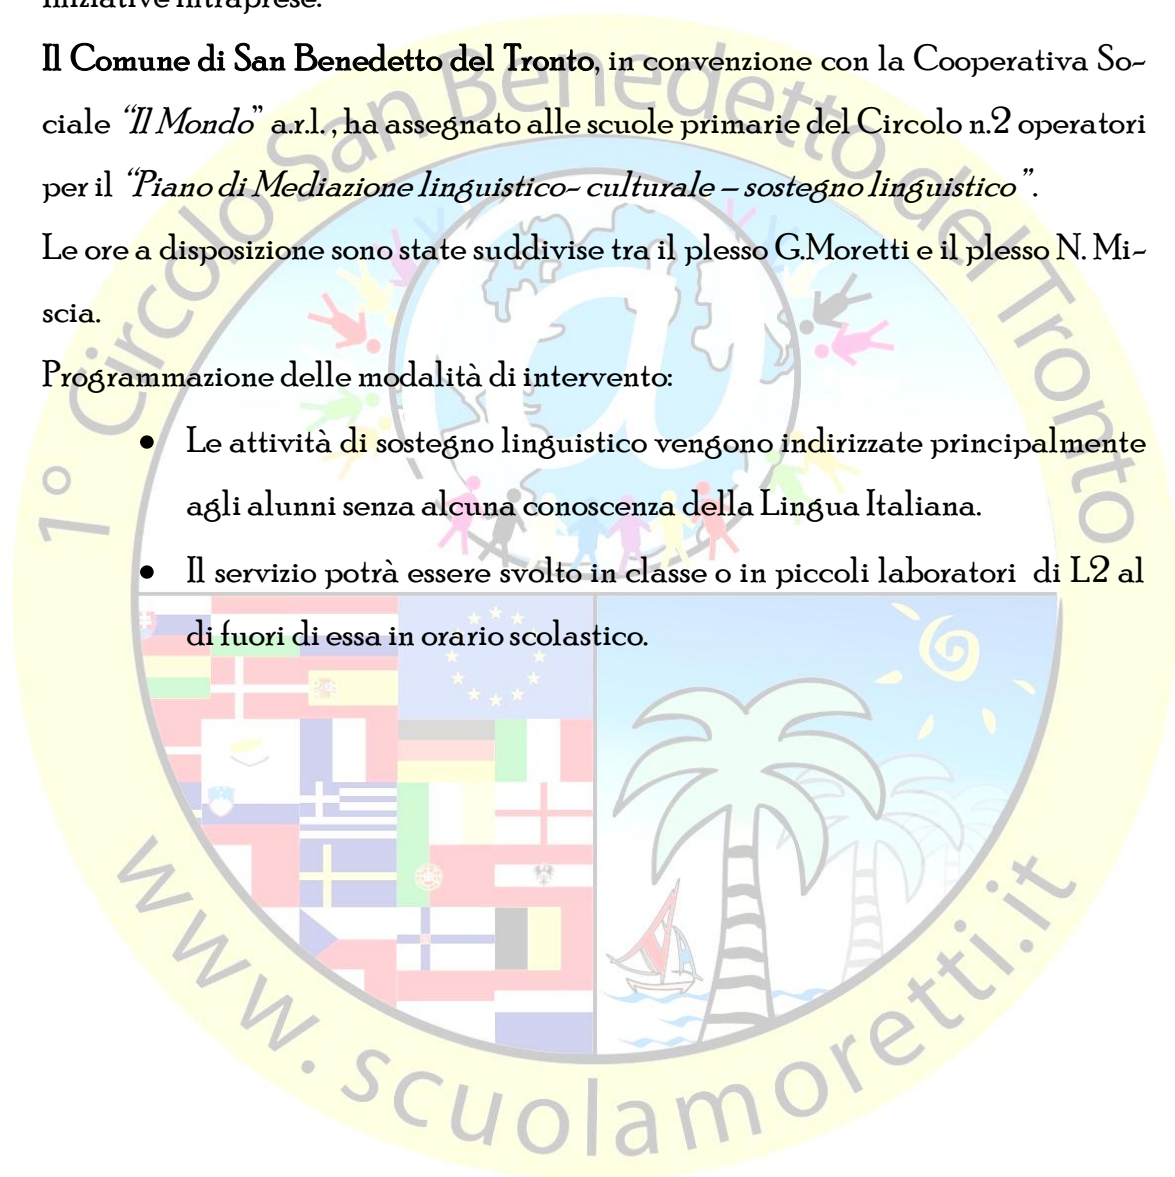 iniziative intraprese.
Il Comune di San Benedetto del Tronto, in convenzione con la Cooperativa So-
ciale “Il Mondo” a.r.l. , ha assegnato alle scuole primarie del Circolo n.2 operatori
per il “Piano di Mediazione linguistico- culturale – sostegno linguistico ”.
Le ore a disposizione sono state suddivise tra il plesso G.Moretti e il plesso N. Mi-
scia.
Programmazione delle modalità di intervento:
• Le attività di sostegno linguistico vengono indirizzate principalmente
agli alunni senza alcuna conoscenza della Lingua Italiana.
• Il servizio potrà essere svolto in classe o in piccoli laboratori di L2 al
di fuori di essa in orario scolastico.
1° Circolo San Benedetto del Tronto
www.scuolamoretti.it